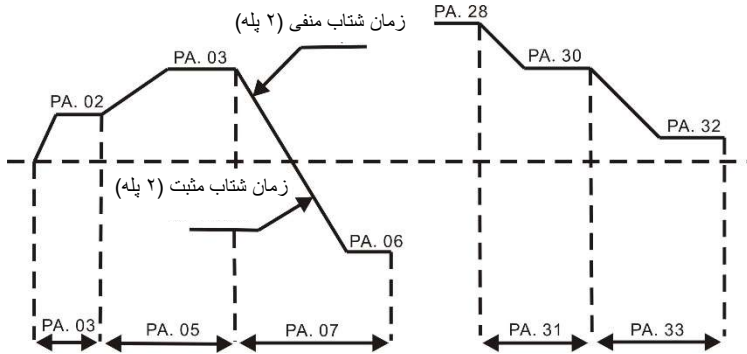 زمان شتاب منفی (۲ پله)
PA. 28
PA. 03
PA. 30
PA. 02
PA. 32
زمان شتاب مثبت (۲ پله)
PA. 06
PA. 03
PA. 05
PA. 07
PA. 31
PA. 33